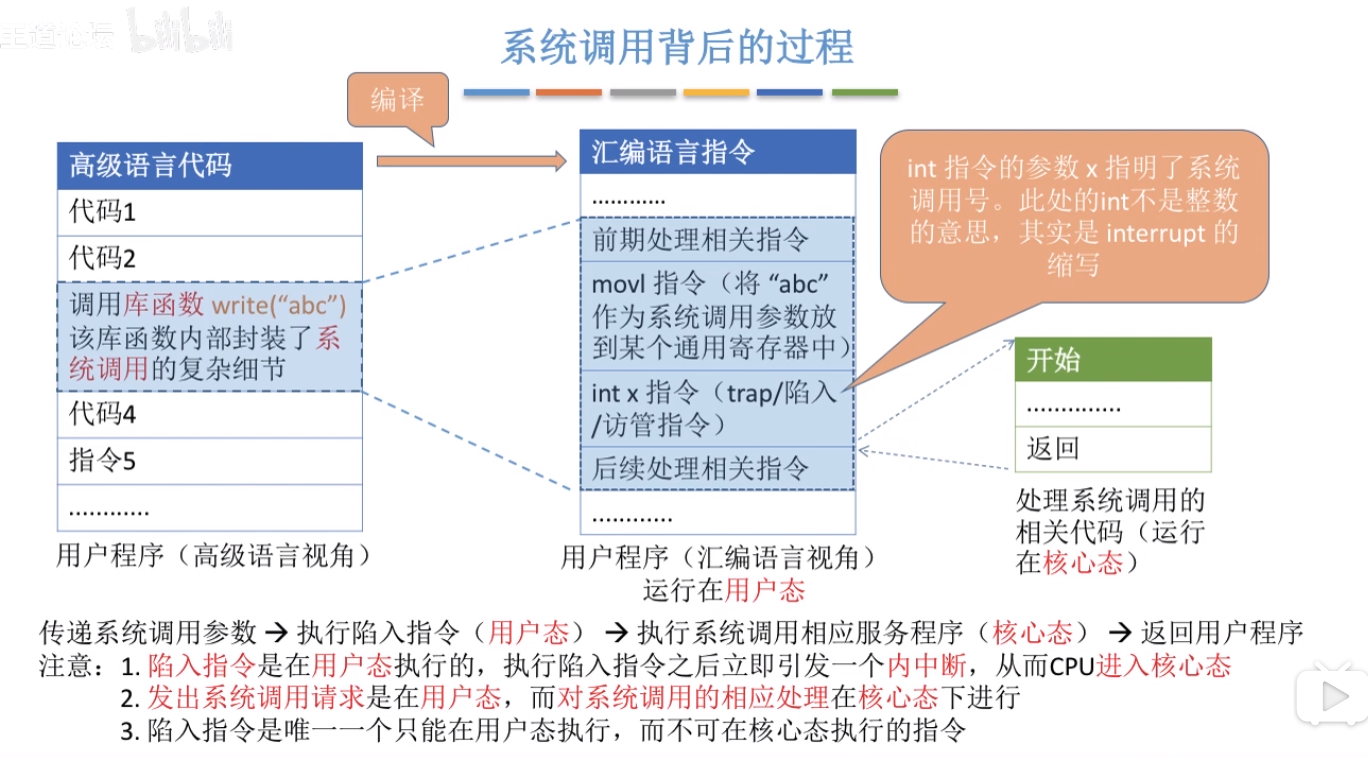 王道论坛 bilibili
系统调用背后的过程
编译
高级语言代码
代码1
代码2
调用库函数 write(“abc”)
该库函数内部封装了系
统调用的复杂细节
代码4
指令5
............
用户程序（高级语言视角）
汇编语言指令
............
前期处理相关指令
movl 指令（将 “abc”
作为系统调用参数放
到某个通用寄存器中）
int x 指令（trap/陷入
/访管指令）
后续处理相关指令
............
用户程序（汇编语言视角）
运行在用户态
int 指令的参数 x 指明了系统
调用号。此处的int不是整数
的意思，其实是 interrupt 的
缩写
开始
..............
返回
处理系统调用的
相关代码（运行
在核心态）
传递系统调用参数 → 执行陷入指令（用户态） → 执行系统调用相应服务程序（核心态） → 返回用户程序
注意：1. 陷入指令是在用户态执行的，执行陷入指令之后立即引发一个内中断，从而CPU进入核心态
2. 发出系统调用请求是在用户态，而对系统调用的相应处理在核心态下进行
3. 陷入指令是唯一一个只能在用户态执行，而不可在核心态执行的指令